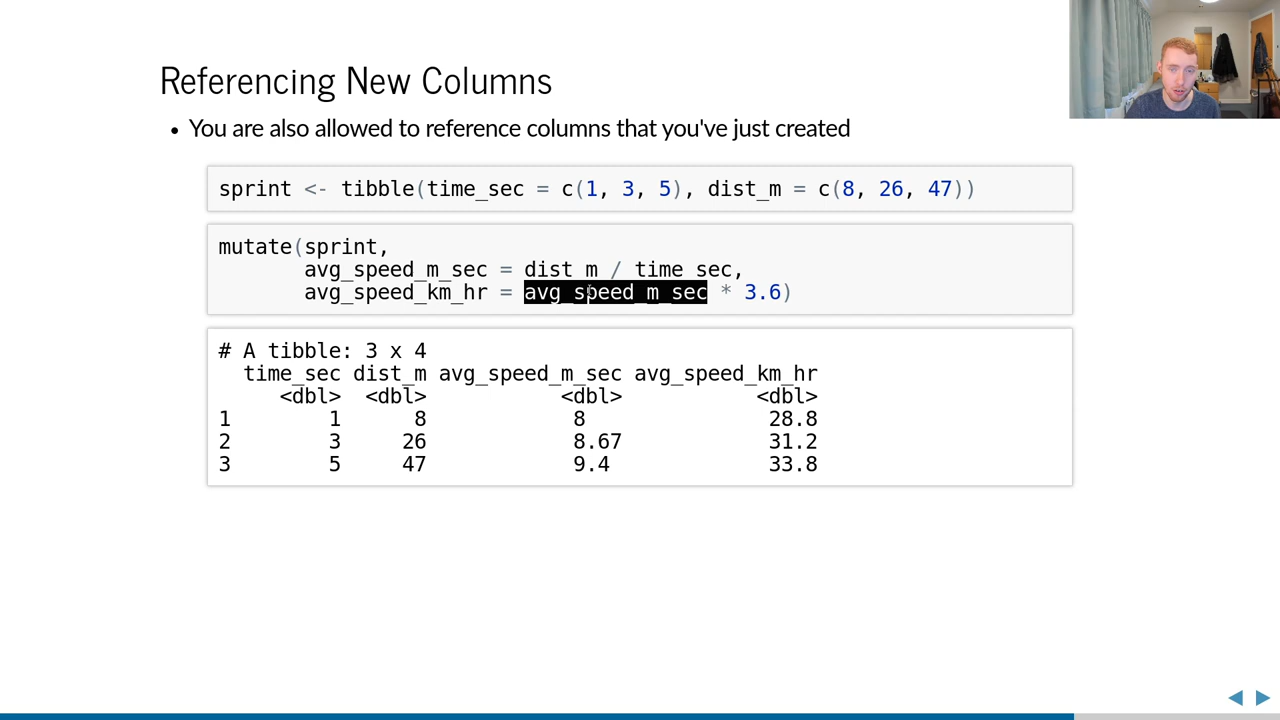 Referencing New Columns
• You are also allowed to reference columns that you've just created
sprint <- tibble(time_sec = c(1, 3, 5), dist_m = c(8, 26, 47))
mutate(sprint,
avg_speed_m_sec = dist_m / time_sec,
avg_speed_km_hr = avg_speed_m_sec * 3.6)
# A tibble: 3 x 4
time_sec dist_m avg_speed_m_sec avg_speed_km_hr
<dbl> <dbl> <dbl> <dbl>
1 1 8 8 28.8
2 3 26 8.67 31.2
3 5 47 9.4 33.8